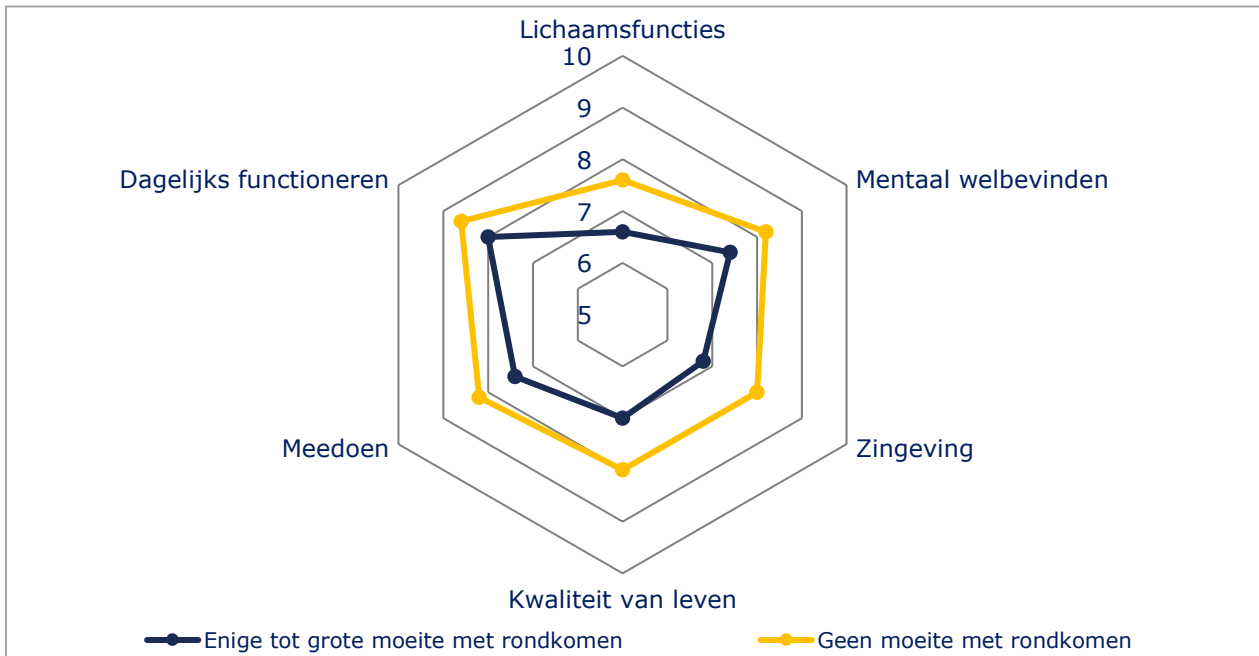 Lichaamsfuncties
10
9
8
7
6
5
Dagelijks functioneren
Mentaal welbevinden
Meedoen
Zingeving
Kwaliteit van leven
Enige tot grote moeite met rondkomen
Geen moeite met rondkomen